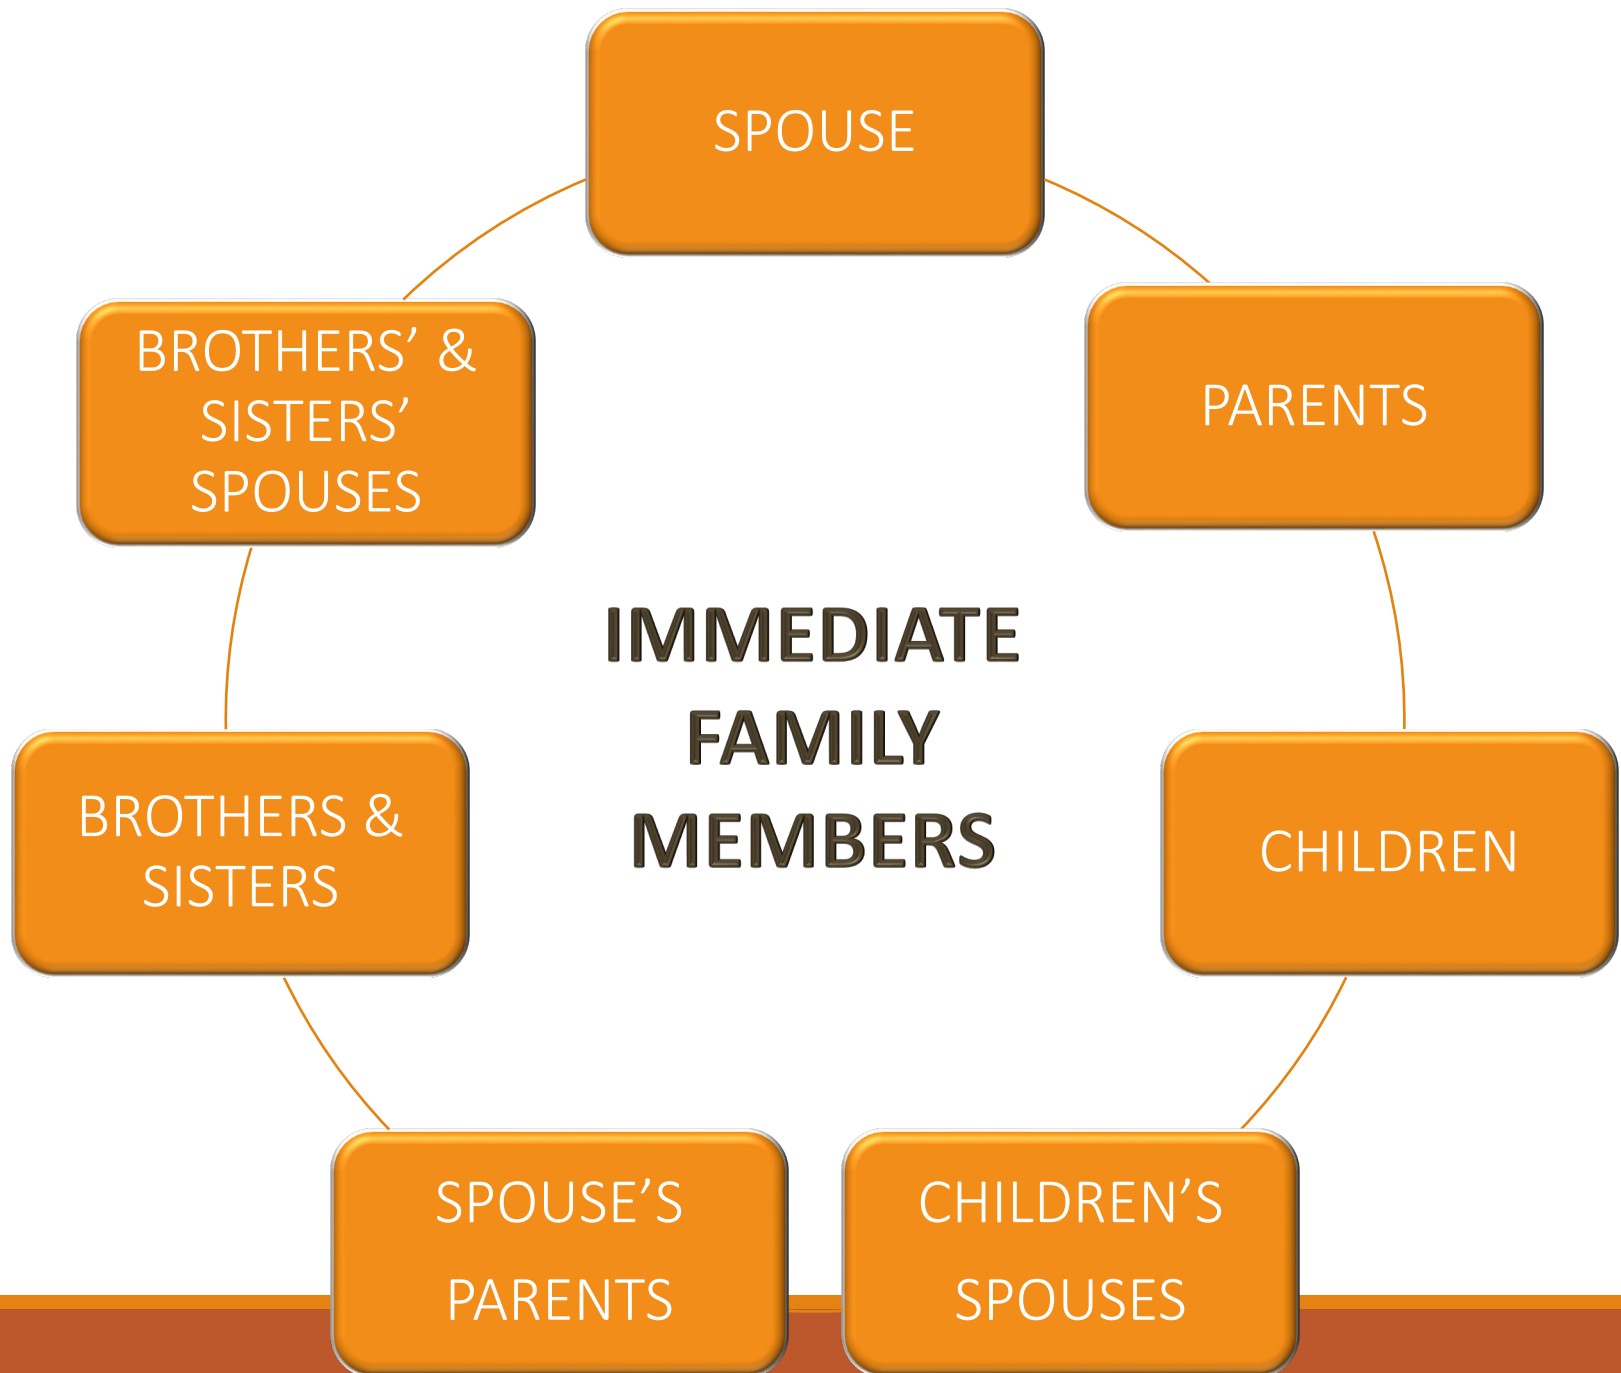 SPOUSE
PARENTS
CHILDREN
CHILDREN’S
SPOUSES
SPOUSE’S
PARENTS
BROTHERS &
SISTERS
BROTHERS’ &
SISTERS’
SPOUSES
IMMEDIATE
FAMILY
MEMBERS